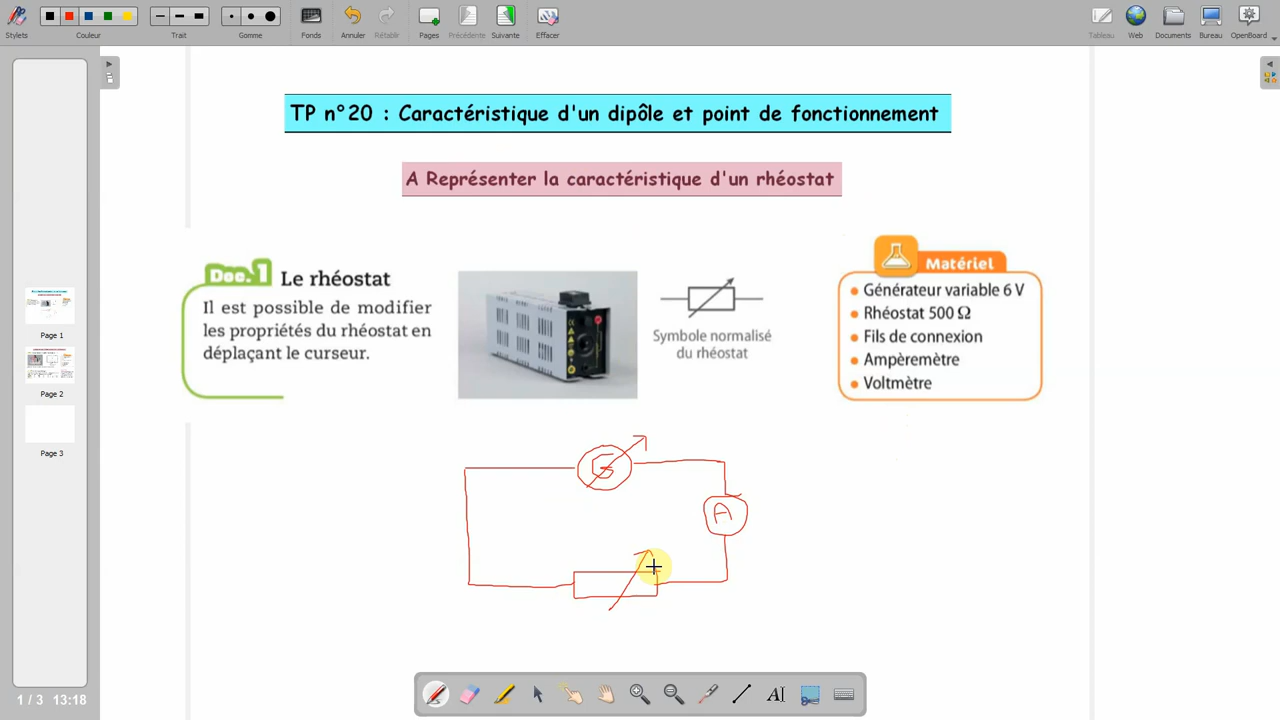 Stylets
Couleur
Trait
Gomme
Fonds
Annuler
Rétablir
Pages
Précédente
Suivante
Effacer
Tableau
Web
Documents
Bureau
OpenBoard
TP n°20 : Caractéristique d'un dipôle et point de fonctionnement
A Représenter la caractéristique d'un rhéostat
Doc.1 Le rhéostat
Il est possible de modifier
les propriétés du rhéostat en
déplaçant le curseur.
Symbole normalisé
du rhéostat
Matériel
• Générateur variable 6 V
• Rhéostat 500 Ω
• Fils de connexion
• Ampèremètre
• Voltmètre
G
A
Page 1
Page 2
Page 3
1 / 3 13:18
AI